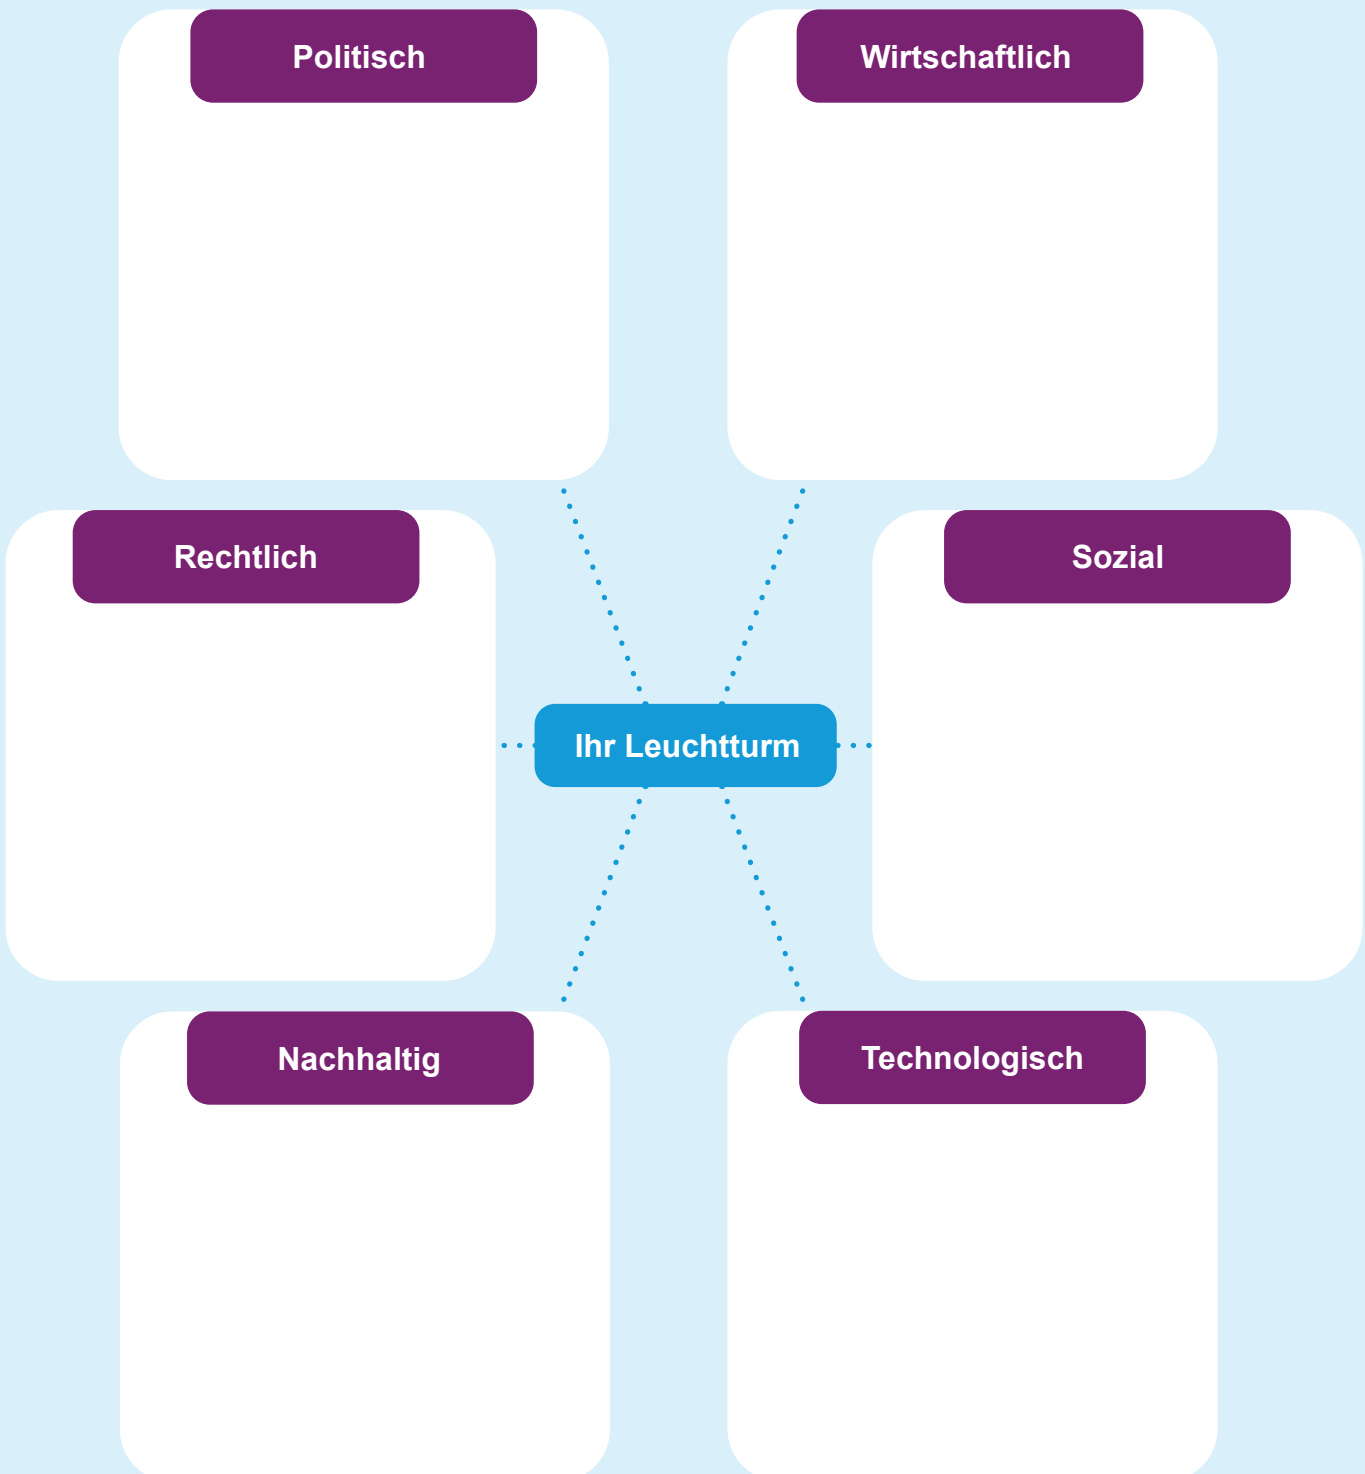 Politisch
Wirtschaftlich
Rechtlich
Sozial
Ihr Leuchtturm
Nachhaltig
Technologisch